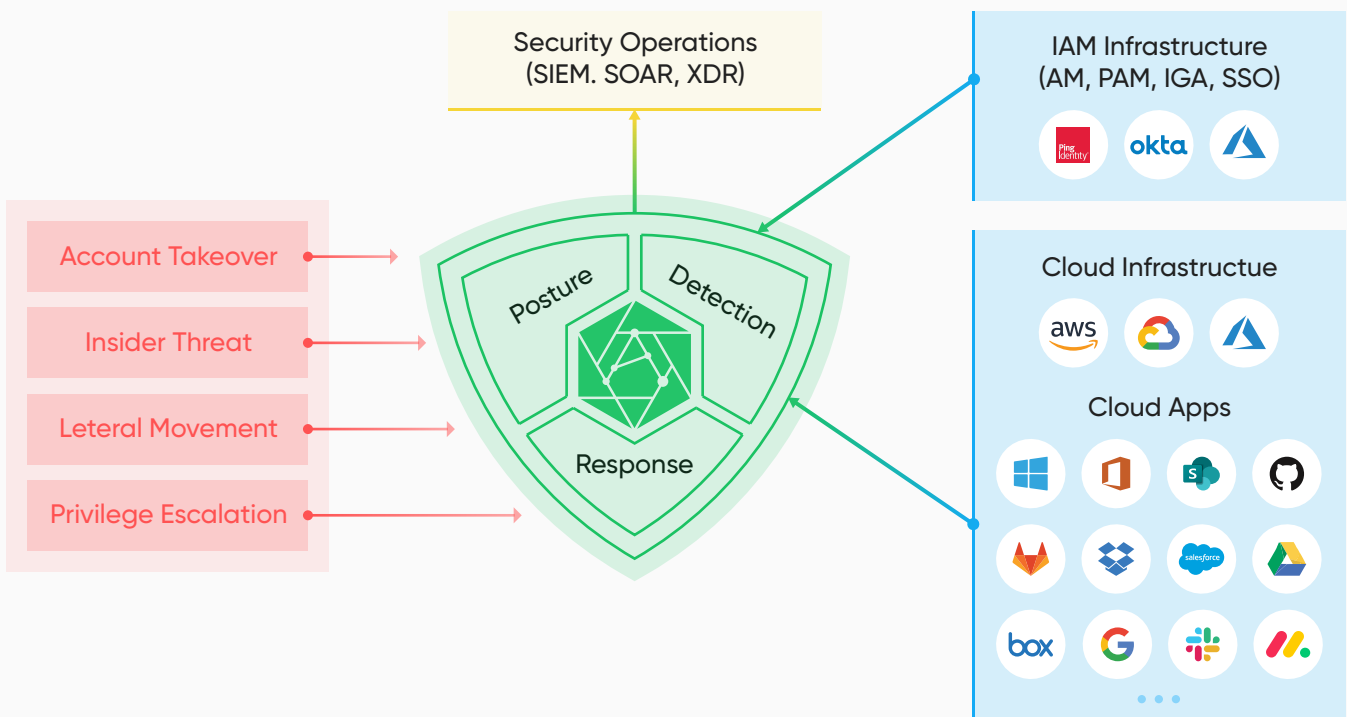 Security Operations
(SIEM. SOAR, XDR)
IAM Infrastructure
(AM, PAM, IGA, SSO)
Ping
Identity
okta
Account Takeover
Insider Threat
Leteral Movement
Privilege Escalation
Posture
Detection
Response
Cloud Infrastructue
aws
Cloud Apps
S
salesforce
box
G